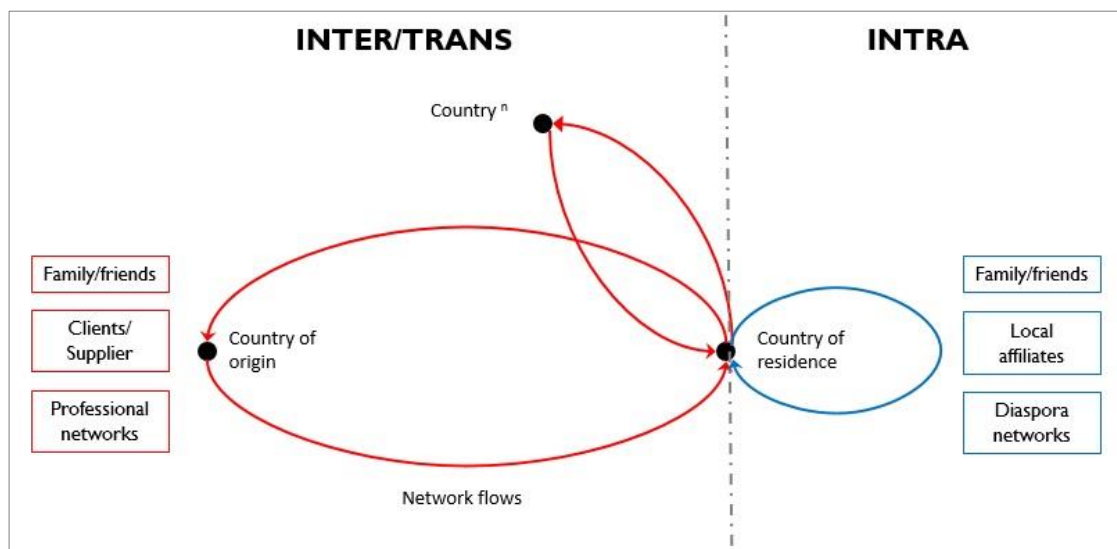 INTER/TRANS
INTRA
Country ⁿ
Family/friends
Clients/
Supplier
Professional
networks
Country of
origin
Country of
residence
Family/friends
Local
affiliates
Diaspora
networks
Network flows